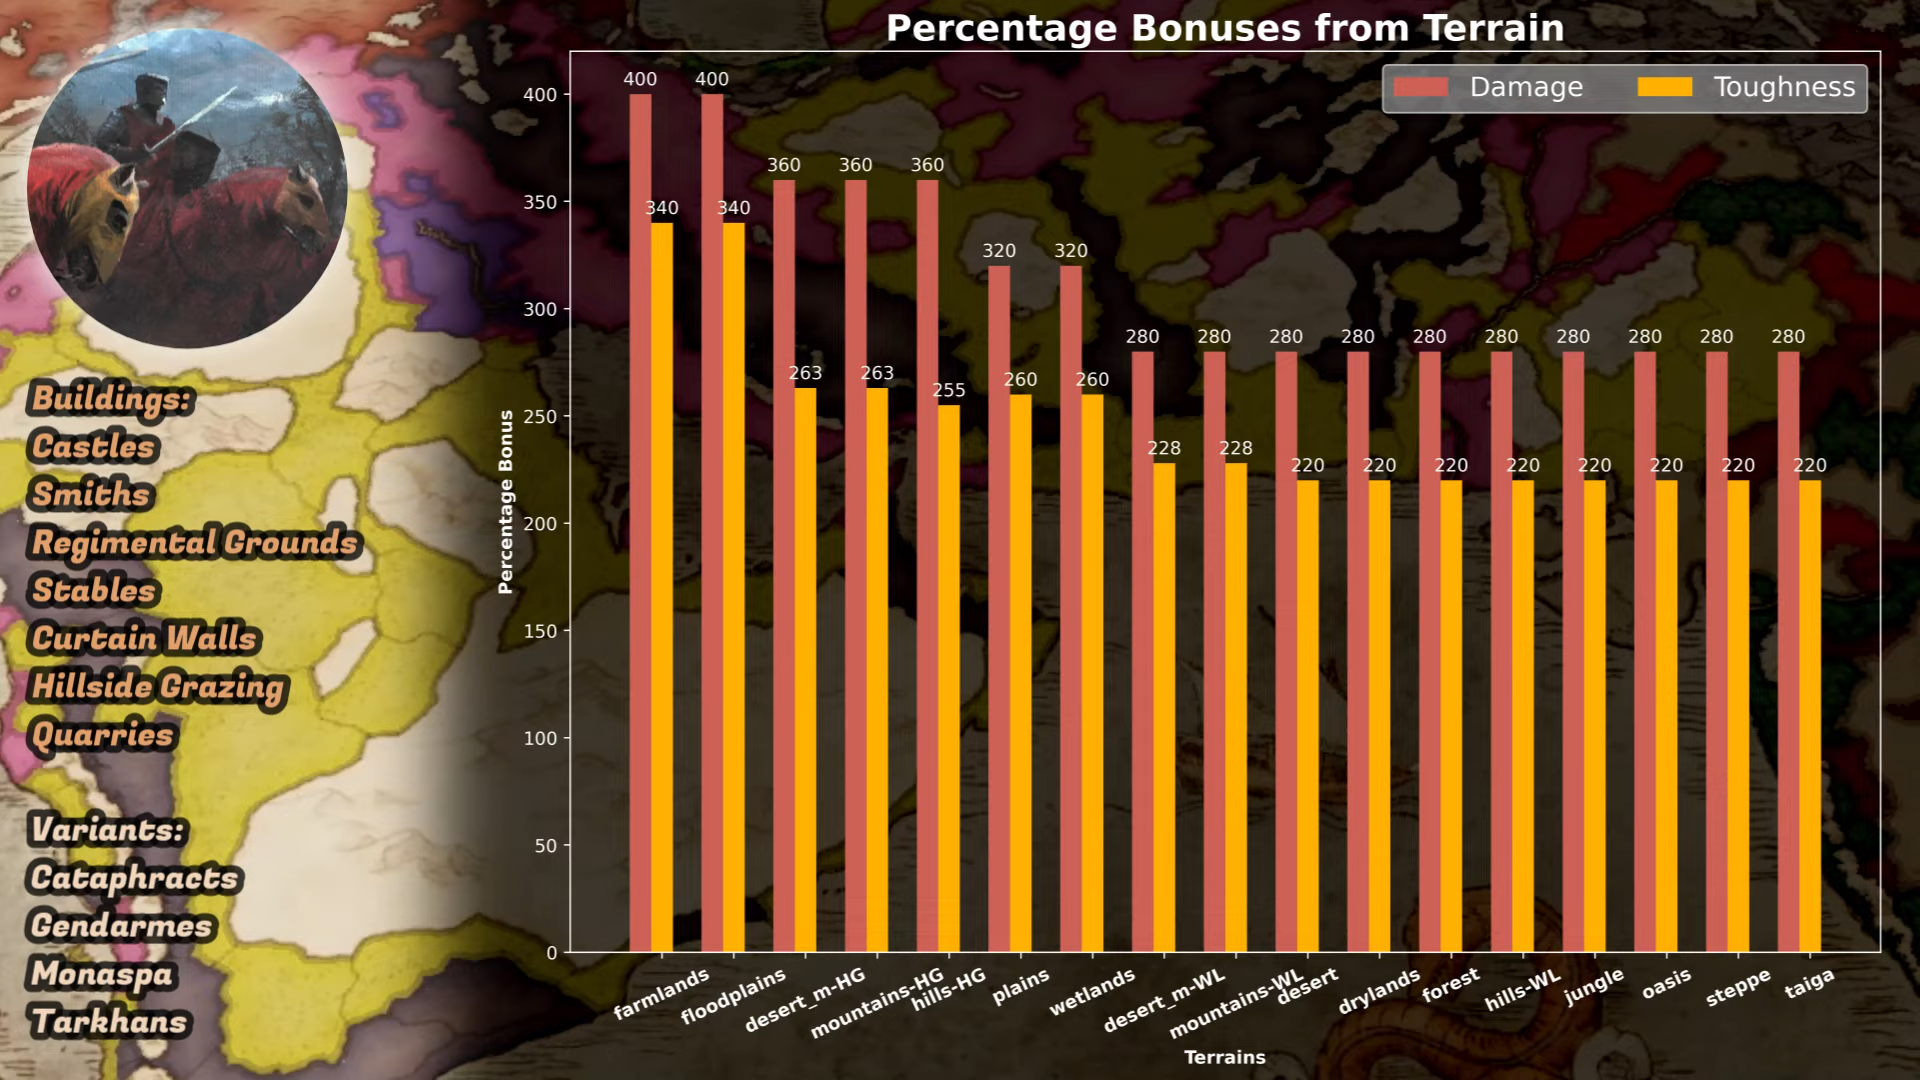 Percentage Bonuses from Terrain
Damage
Toughness
Buildings:
Castles
Smiths
Regimental Grounds
Stables
Curtain Walls
Hillside Grazing
Quarries
Variants:
Cataphracts
Gendarmes
Monaspa
Tarkhans
Percentage Bonus
400
350
300
250
200
150
100
50
0
400 400 360 360 360 320 320 280 280 280 280 280 280 280 280 280 280
340 340 263 263 255 260 260 228 228 220 220 220 220 220 220 220 220
farmlands floodplains desert_m-HG mountains-HG hills-HG plains wetlands desert_m-WL mountains-WL desert drylands forest hills-WL jungle oasis steppe taiga
Terrains